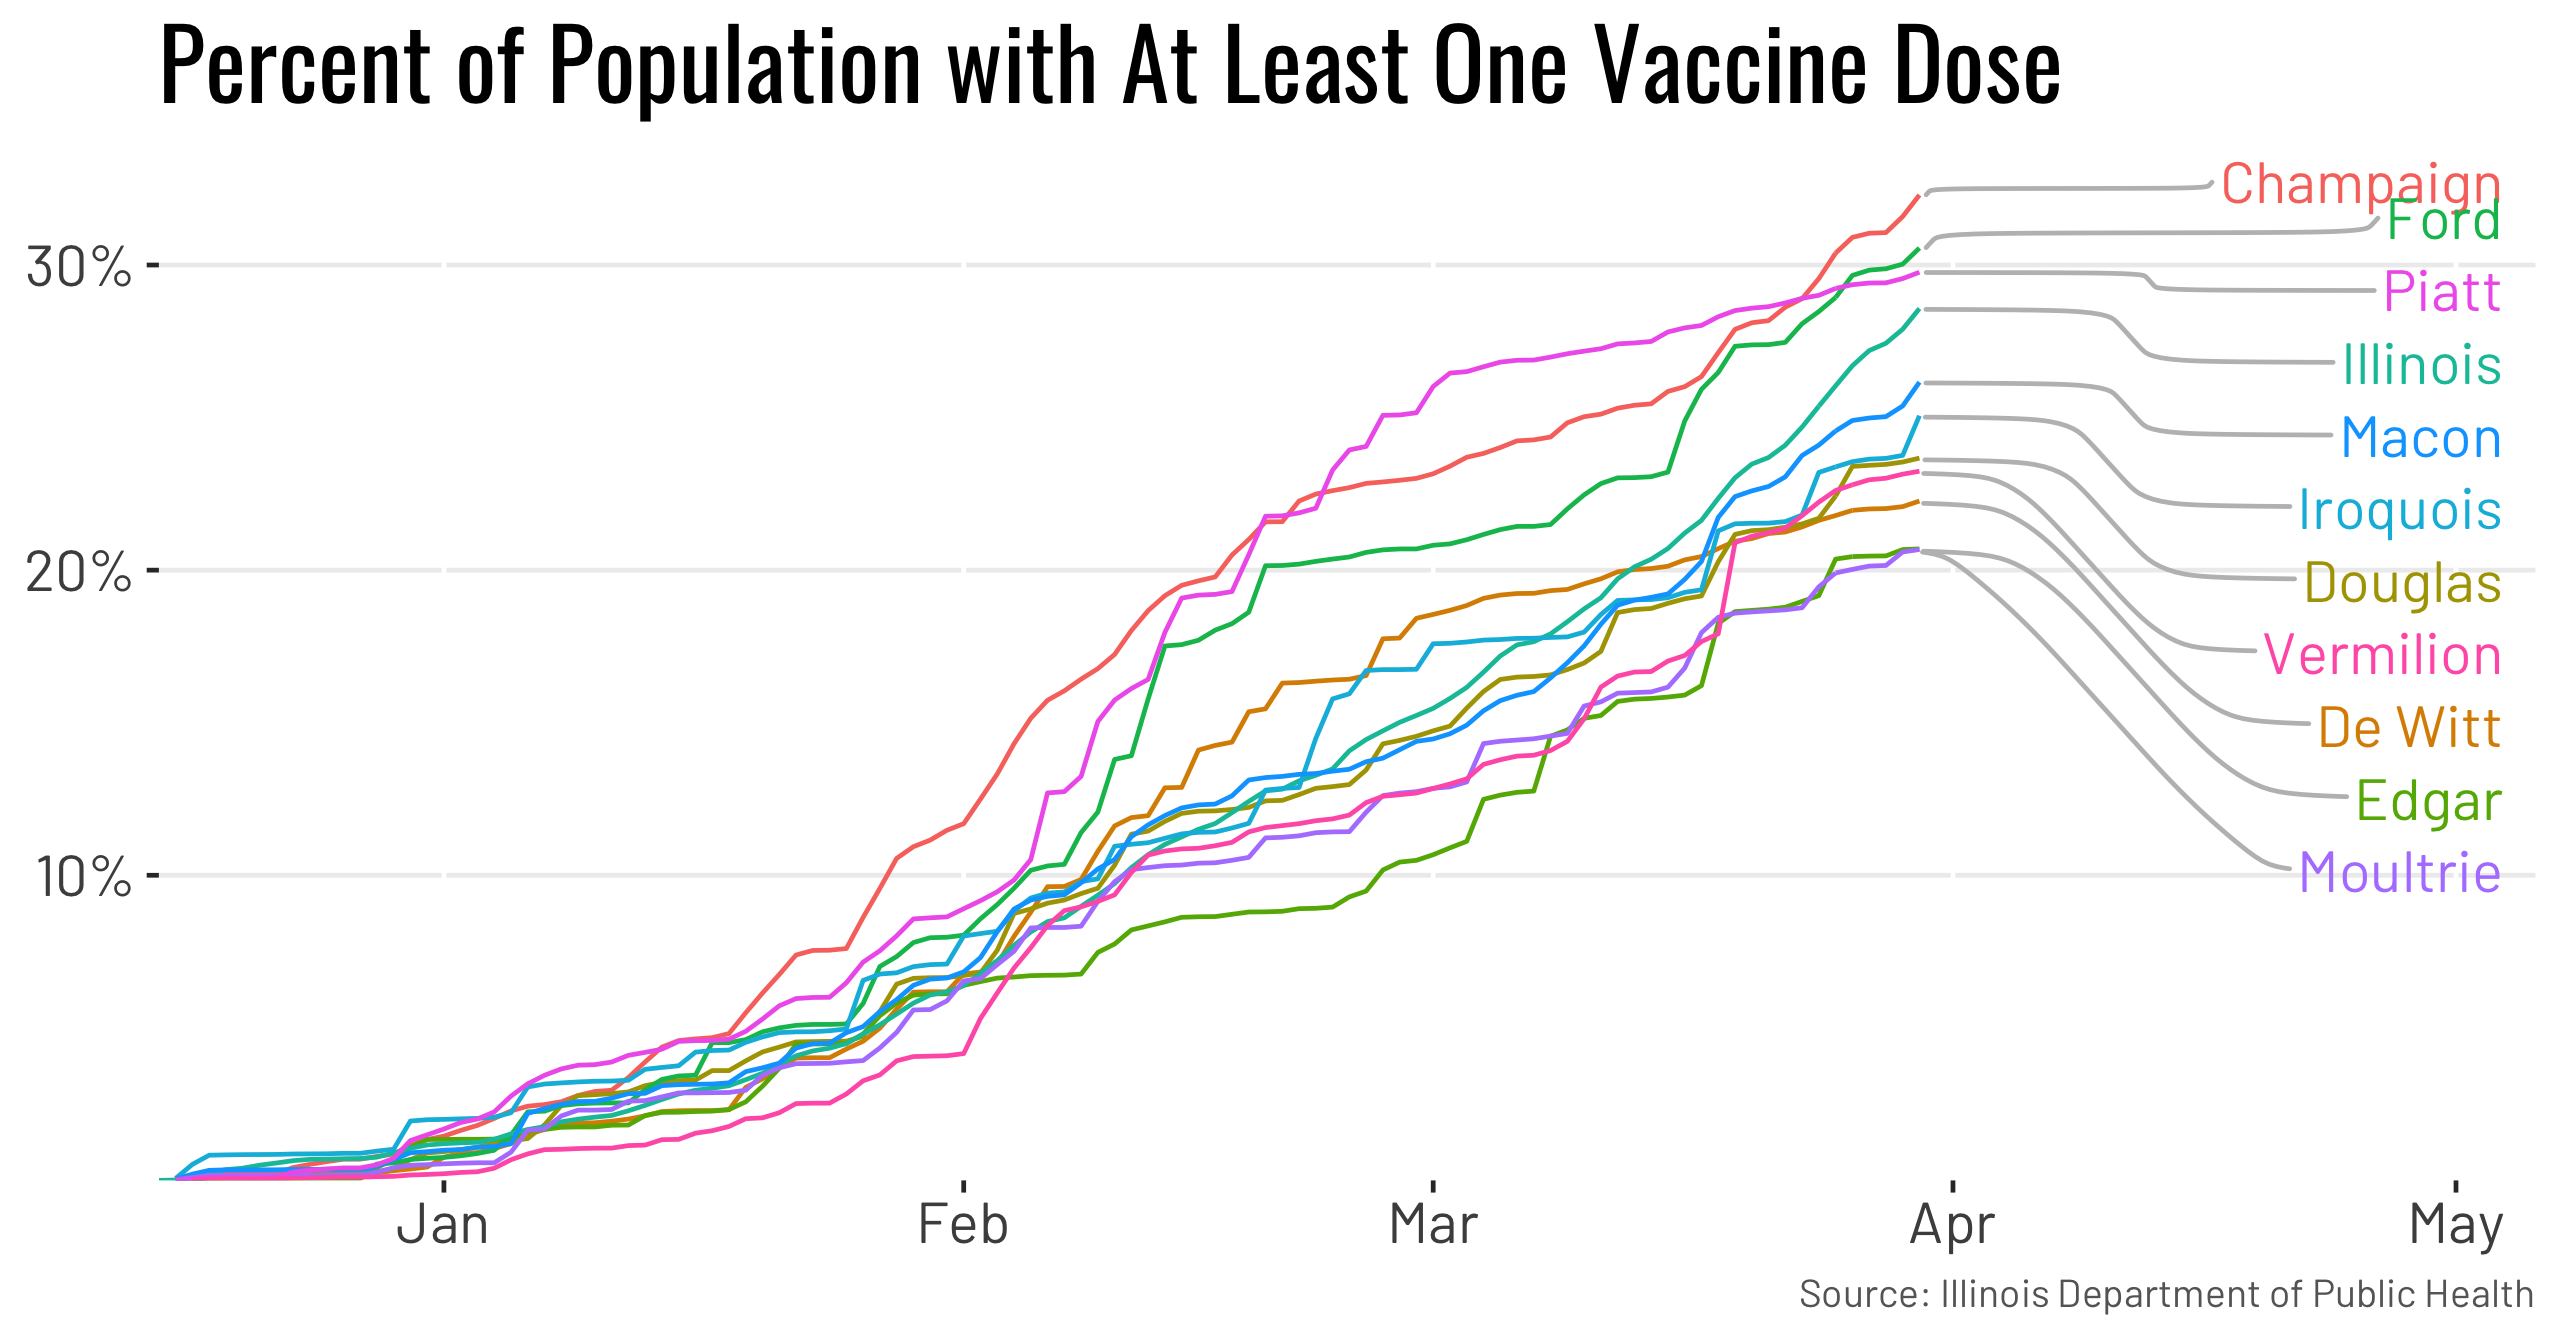 Percent of Population with At Least One Vaccine Dose
Champaign
Ford
30%
Piatt
Illinois
Macon
Iroquois
20%
Douglas
Vermilion
De Witt
Edgar
10%
Moultrie
Jan Feb Mar Apr May
Source: Illinois Department of Public Health